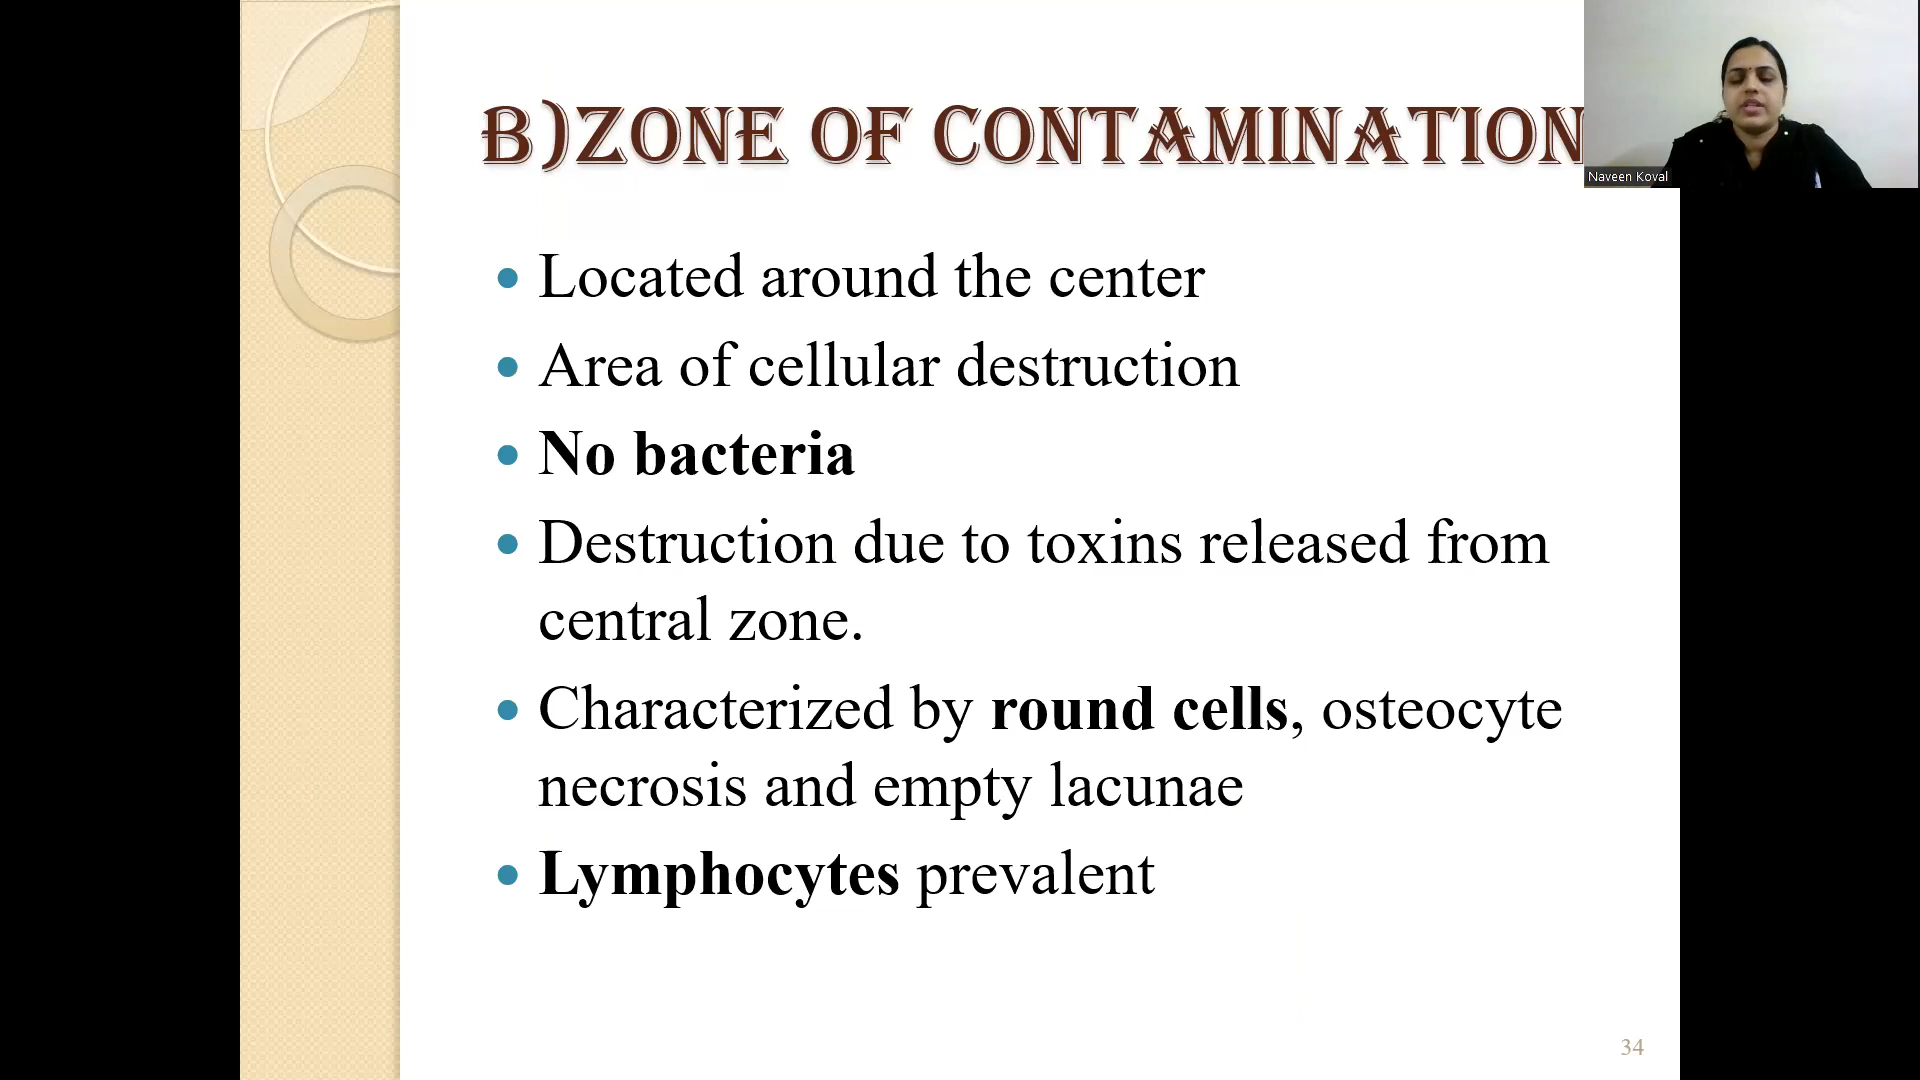 B)ZONE OF CONTAMINATION
Naveen Koval
• Located around the center
• Area of cellular destruction
• No bacteria
• Destruction due to toxins released from
central zone.
• Characterized by round cells, osteocyte
necrosis and empty lacunae
• Lymphocytes prevalent
34